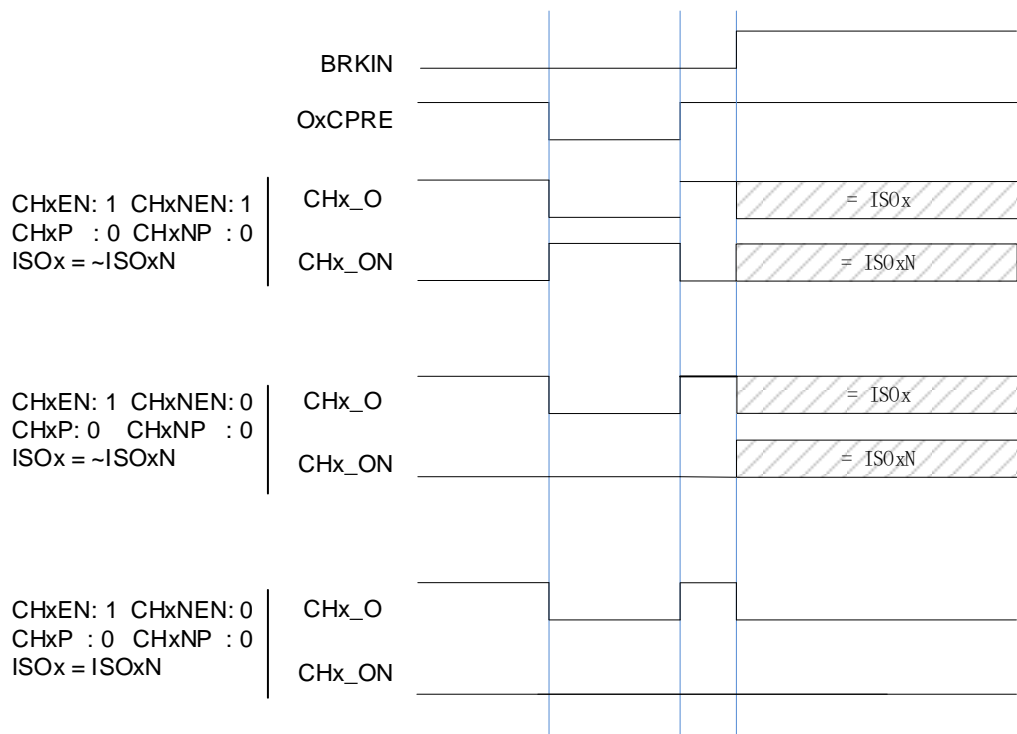 BRKIN
OxCPRE
CHxEN: 1 CHxNEN: 1
CHxP : 0 CHxNP : 0
ISOx = ~ISOxN
CHx_O
= ISOx
CHx_ON
= ISOxN
CHxEN: 1 CHxNEN: 0
CHxP: 0 CHxNP : 0
ISOx = ~ISOxN
CHx_O
= ISOx
CHx_ON
= ISOxN
CHxEN: 1 CHxNEN: 0
CHxP : 0 CHxNP : 0
ISOx = ISOxN
CHx_O
CHx_ON